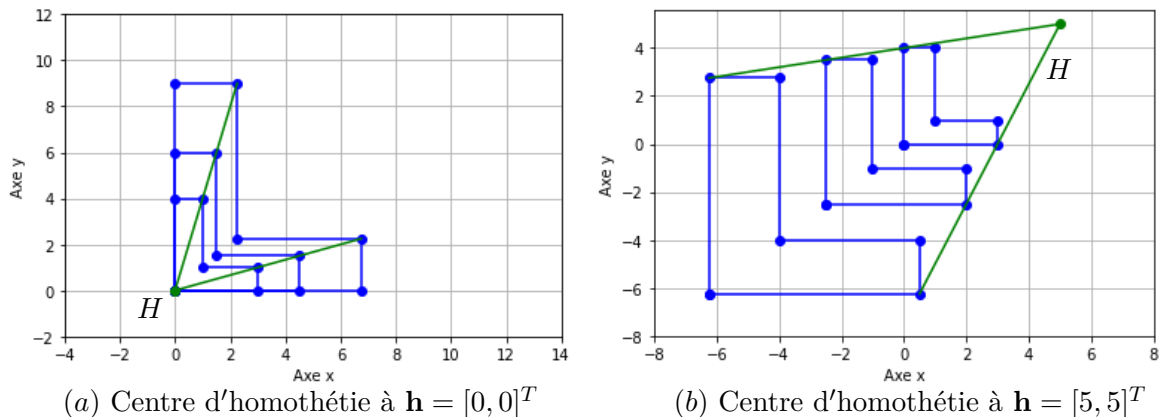 12
10
8
6
4
2
0
−2
−4 −2 0 2 4 6 8 10 12 14
Axe y
Axe x
H
(a) Centre d'homothétie à h = [0, 0]^T
4
2
0
−2
−4
−6
−8
−8 −6 −4 −2 0 2 4 6 8
Axe y
Axe x
H
(b) Centre d'homothétie à h = [5, 5]^T